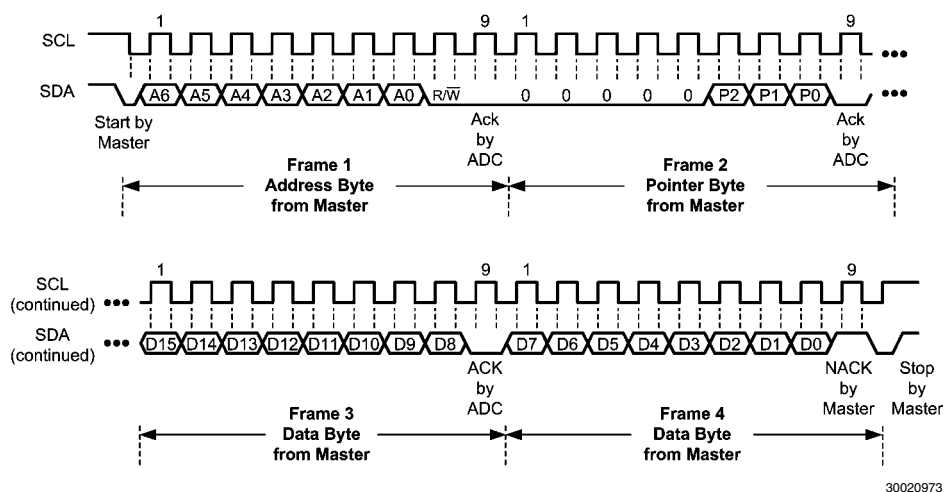 1 9 1 9
SCL
SDA A6 A5 A4 A3 A2 A1 A0 R/W̅ 0 0 0 0 0 P2 P1 P0
Start by
Master
Ack
by
ADC
Ack
by
ADC
Frame 1
Address Byte
from Master
Frame 2
Pointer Byte
from Master
1 9 1 9
SCL
(continued)
SDA
(continued)
D15 D14 D13 D12 D11 D10 D9 D8 D7 D6 D5 D4 D3 D2 D1 D0
ACK
by
ADC
NACK
by
Master
Stop
by
Master
Frame 3
Data Byte
from Master
Frame 4
Data Byte
from Master
30020973